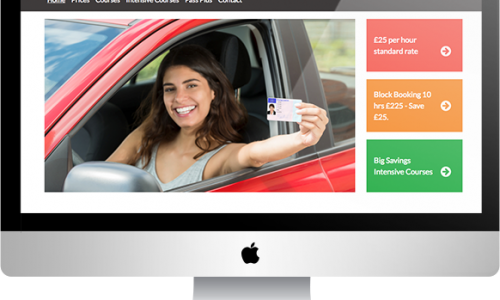 Home Prices Courses Intensive Courses Pass Plus Contact
£25 per hour
standard rate
Block Booking 10
hrs £225 - Save
£25.
Big Savings
Intensive Courses